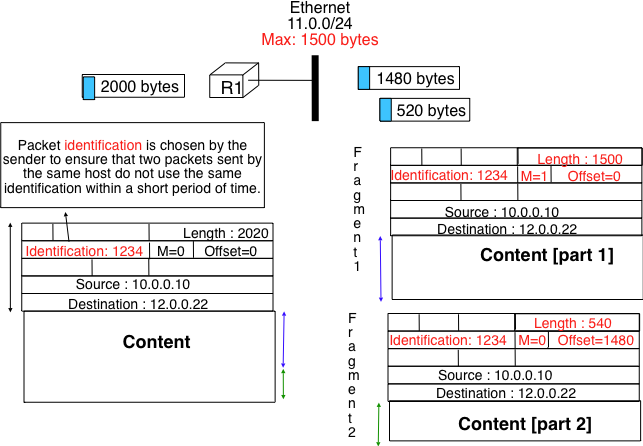 Ethernet
11.0.0/24
Max: 1500 bytes
2000 bytes
R1
1480 bytes
520 bytes
Packet identification is chosen by the
sender to ensure that two packets sent by
the same host do not use the same
identification within a short period of time.
Length : 2020
Identification: 1234 M=0 Offset=0
Source : 10.0.0.10
Destination : 12.0.0.22
Content
Fragment1
Length : 1500
Identification: 1234 M=1 Offset=0
Source : 10.0.0.10
Destination : 12.0.0.22
Content [part 1]
Fragment2
Length : 540
Identification: 1234 M=0 Offset=1480
Source : 10.0.0.10
Destination : 12.0.0.22
Content [part 2]